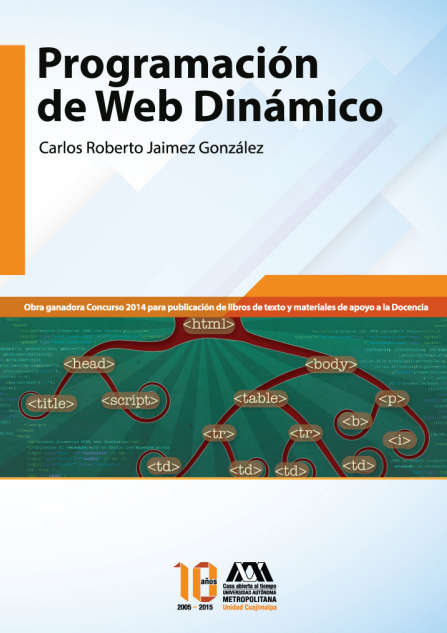 Programación
de Web Dinámico
Carlos Roberto Jaimez González
Obra ganadora Concurso 2014 para publicación de libros de texto y materiales de apoyo a la Docencia
<html>
<head>
<body>
<title>
<script>
<table>
<p>
<tr>
<tr>
<b>
<i>
<td>
<td>
<td>
<td>
10 años
2005 – 2015
Casa abierta al tiempo
UNIVERSIDAD AUTÓNOMA
METROPOLITANA
Unidad Cuajimalpa